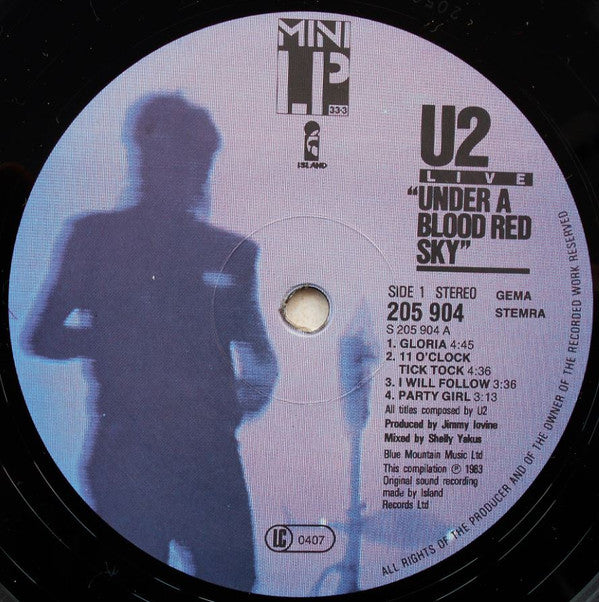 MINI
LP
33·3
ISLAND
U2
LIVE
"UNDER A
BLOOD RED
SKY"
SIDE 1 STEREO GEMA
205 904 STEMRA
S 205 904 A
1. GLORIA 4:45
2. 11 O'CLOCK
TICK TOCK 4:36
3. I WILL FOLLOW 3:36
4. PARTY GIRL 3:13
All titles composed by U2
Produced by Jimmy Iovine
Mixed by Shelly Yakus
Blue Mountain Music Ltd
This compilation ℗ 1983
Original sound recording
made by Island
Records Ltd
LC 0407
ALL RIGHTS OF THE PRODUCER AND OF THE OWNER OF THE RECORDED WORK RESERVED